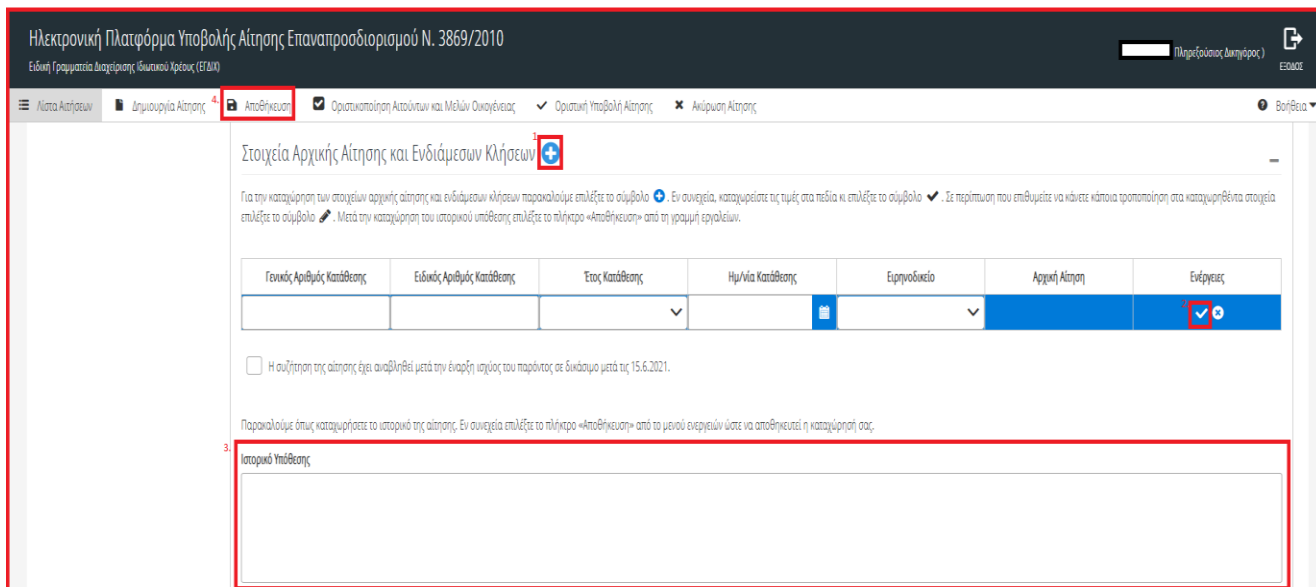 Ηλεκτρονική Πλατφόρμα Υποβολής Αίτησης Επαναπροσδιορισμού Ν. 3869/2010
Ειδική Γραμματεία Διαχείρισης Ιδιωτικού Χρέους (ΕΓΔΙΧ)
Πληρεξούσιος Δικηγόρος )
ΕΞΟΔΟΣ
Λίστα Αιτήσεων Δημιουργία Αίτησης 4. Αποθήκευση Οριστικοποίηση Αιτούντων και Μελών Οικογένειας Οριστική Υποβολή Αίτησης Ακύρωση Αίτησης Βοήθεια
1.
Στοιχεία Αρχικής Αίτησης και Ενδιάμεσων Κλήσεων
Για την καταχώρηση των στοιχείων αρχικής αίτησης και ενδιάμεσων κλήσεων παρακαλούμε επιλέξτε το σύμβολο . Εν συνεχεία, καταχωρείστε τις τιμές στα πεδία κι επιλέξτε το σύμβολο . Σε περίπτωση που επιθυμείτε να κάνετε κάποια τροποποίηση στα καταχωρηθέντα στοιχεία
επιλέξτε το σύμβολο . Μετά την καταχώρηση του ιστορικού υπόθεσης επιλέξτε το πλήκτρο «Αποθήκευση» από τη γραμμή εργαλείων.
Γενικός Αριθμός Κατάθεσης Ειδικός Αριθμός Κατάθεσης Έτος Κατάθεσης Ημ/νία Κατάθεσης Ειρηνοδικείο Αρχική Αίτηση Ενέργειες
2.
Η συζήτηση της αίτησης έχει αναβληθεί μετά την έναρξη ισχύος του παρόντος σε δικάσιμο μετά τις 15.6.2021.
Παρακαλούμε όπως καταχωρήσετε το ιστορικό της αίτησης. Εν συνεχεία επιλέξτε το πλήκτρο «Αποθήκευση» από το μενού ενεργειών ώστε να αποθηκευτεί η καταχώρησή σας.
3.
Ιστορικό Υπόθεσης